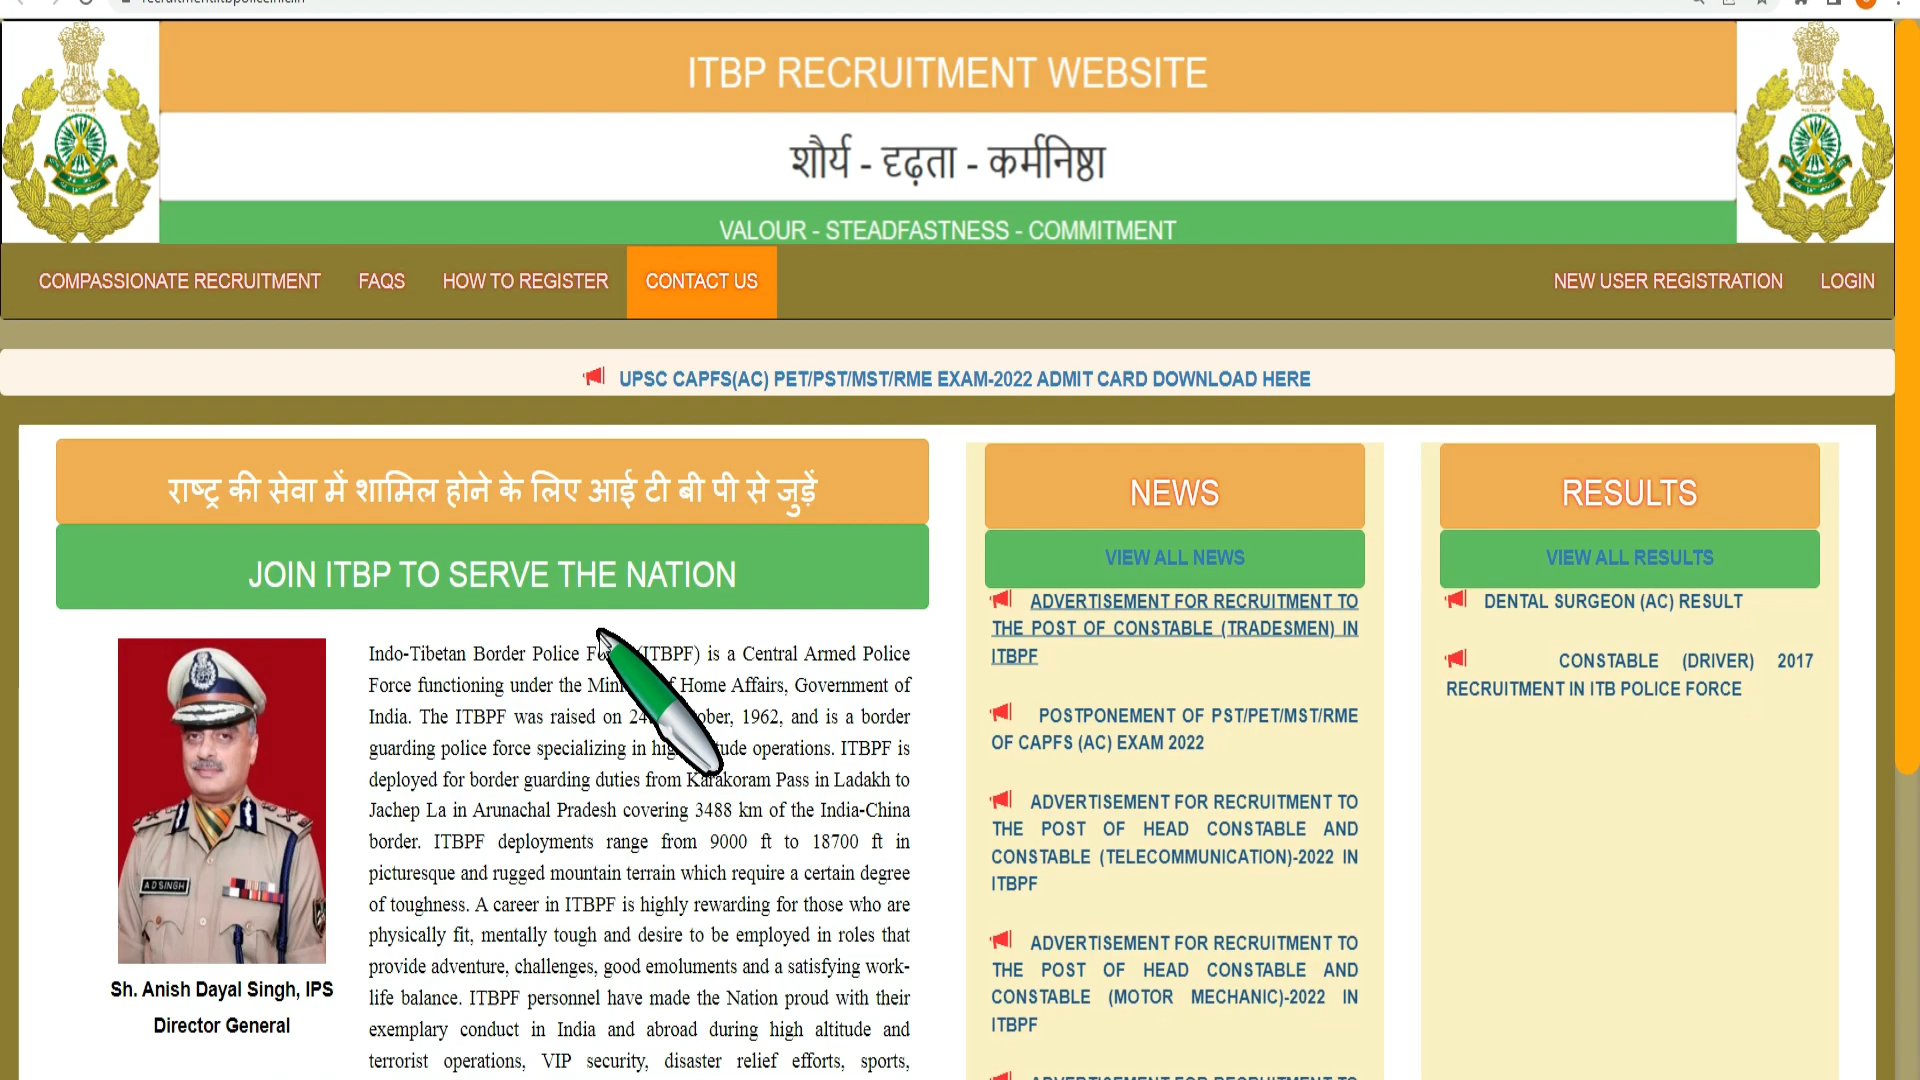 ITBP RECRUITMENT WEBSITE
शौर्य - दृढ़ता - कर्मनिष्ठा
VALOUR - STEADFASTNESS - COMMITMENT
COMPASSIONATE RECRUITMENT FAQS HOW TO REGISTER CONTACT US NEW USER REGISTRATION LOGIN
UPSC CAPFS(AC) PET/PST/MST/RME EXAM-2022 ADMIT CARD DOWNLOAD HERE
राष्ट्र की सेवा में शामिल होने के लिए आई टी बी पी से जुड़ें
JOIN ITBP TO SERVE THE NATION
A D SINGH
Sh. Anish Dayal Singh, IPS
Director General
Indo-Tibetan Border Police (ITBPF) is a Central Armed Police
Force functioning under the Home Affairs, Government of
India. The ITBPF was raised on 1962, and is a border
guarding police force specializing in operations. ITBPF is
deployed for border guarding duties from Karakoram Pass in Ladakh to
Jachep La in Arunachal Pradesh covering 3488 km of the India-China
border. ITBPF deployments range from 9000 ft to 18700 ft in
picturesque and rugged mountain terrain which require a certain degree
of toughness. A career in ITBPF is highly rewarding for those who are
physically fit, mentally tough and desire to be employed in roles that
provide adventure, challenges, good emoluments and a satisfying work-
life balance. ITBPF personnel have made the Nation proud with their
exemplary conduct in India and abroad during high altitude and
terrorist operations, VIP security, disaster relief efforts, sports,
NEWS
VIEW ALL NEWS
ADVERTISEMENT FOR RECRUITMENT TO
THE POST OF CONSTABLE (TRADESMEN) IN
ITBPF
POSTPONEMENT OF PST/PET/MST/RME
OF CAPFS (AC) EXAM 2022
ADVERTISEMENT FOR RECRUITMENT TO
THE POST OF HEAD CONSTABLE AND
CONSTABLE (TELECOMMUNICATION)-2022 IN
ITBPF
ADVERTISEMENT FOR RECRUITMENT TO
THE POST OF HEAD CONSTABLE AND
CONSTABLE (MOTOR MECHANIC)-2022 IN
ITBPF
RESULTS
VIEW ALL RESULTS
DENTAL SURGEON (AC) RESULT
CONSTABLE (DRIVER) 2017
RECRUITMENT IN ITB POLICE FORCE